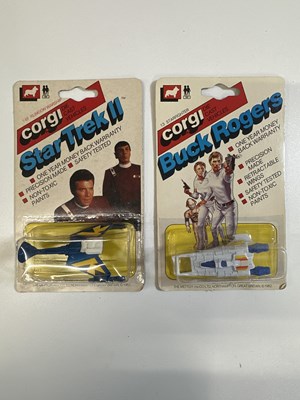 corgi
Star Trek II
• ONE YEAR MONEY BACK WARRANTY
PRECISION MADE • SAFETY TESTED
• NON-TOXIC
PAINTS
corgi
Buck Rogers
• ONE YEAR MONEY
BACK WARRANTY
• PRECISION
MADE
• RETRACTABLE
WINGS
• SAFETY TESTED
• NON-TOXIC
PAINTS